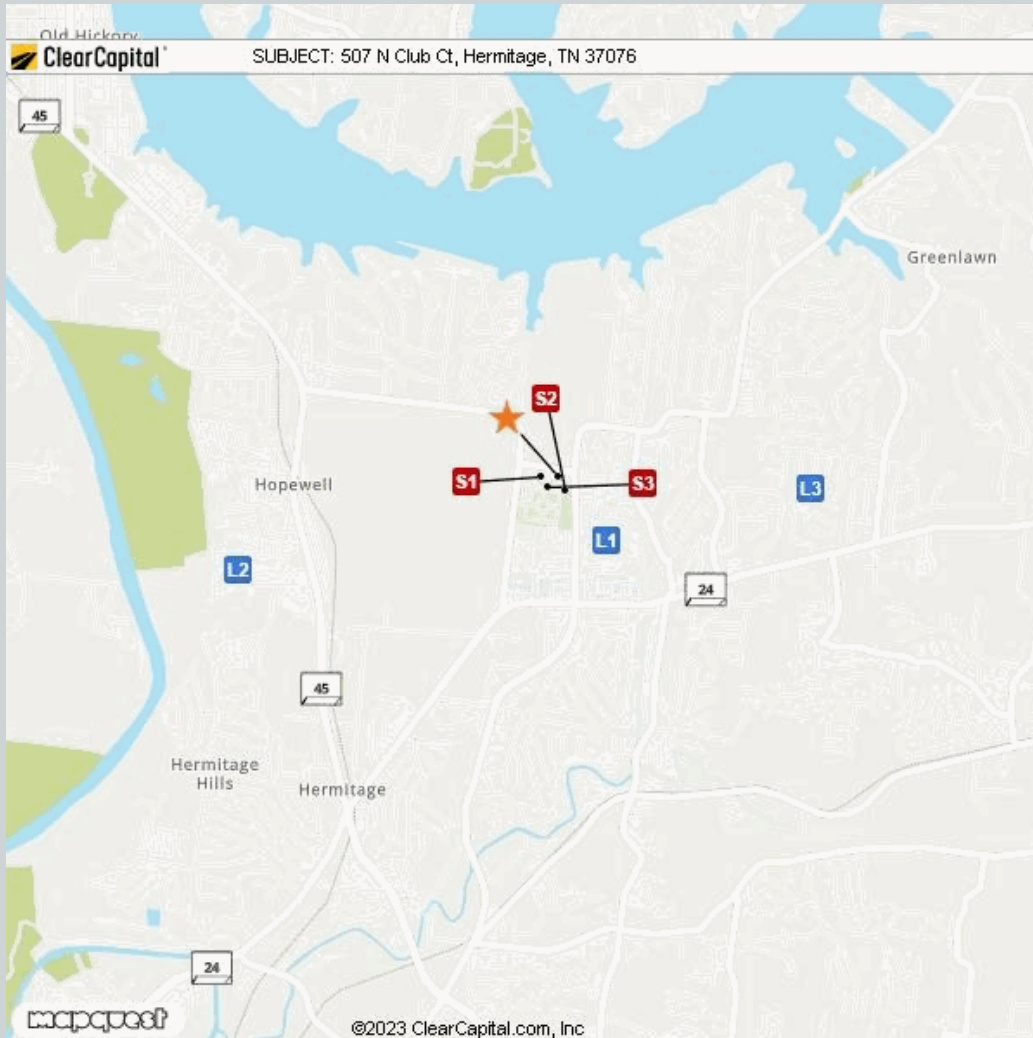 Old Hickory
ClearCapital
SUBJECT: 507 N Club Ct, Hermitage, TN 37076
45
Greenlawn
S2
Hopewell
S1
S3
L3
L1
L2
24
45
Hermitage
Hills
Hermitage
24
mapquest
©2023 ClearCapital.com, Inc